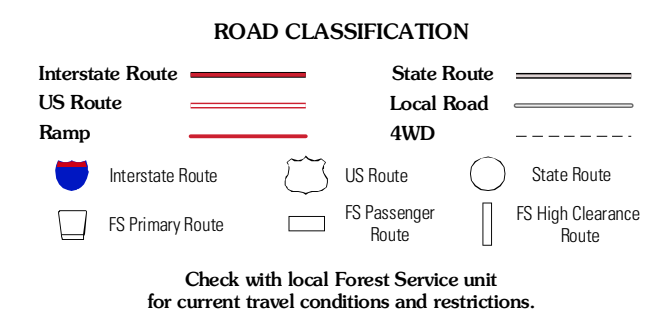 ROAD CLASSIFICATION
Interstate Route
State Route
US Route
Local Road
Ramp
4WD
Interstate Route
US Route
State Route
FS Primary Route
FS Passenger
Route
FS High Clearance
Route
Check with local Forest Service unit
for current travel conditions and restrictions.